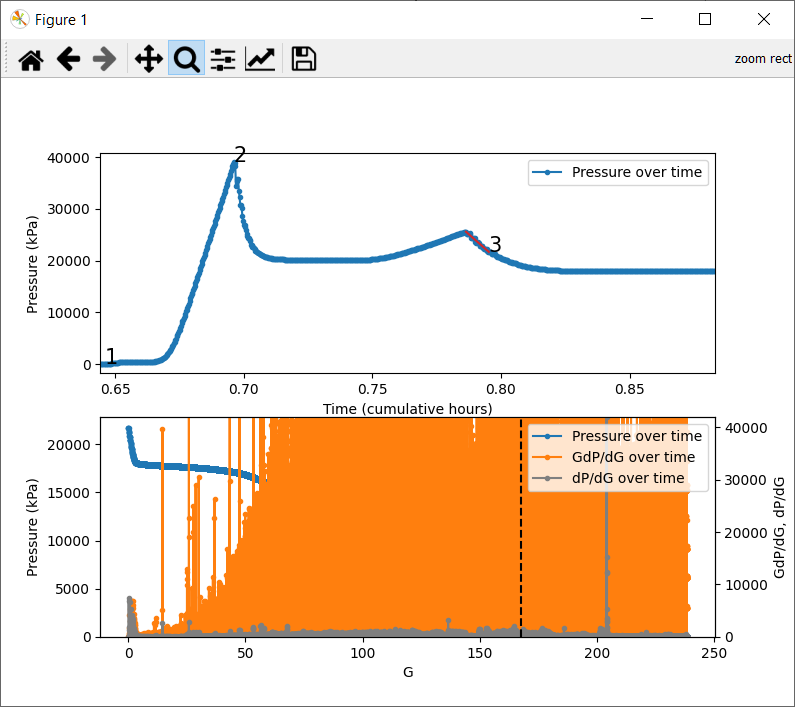 Figure 1
zoom rect
2
Pressure over time
3
1
40000
30000
20000
10000
0
Pressure (kPa)
0.65 0.70 0.75 0.80 0.85
Time (cumulative hours)
Pressure over time
GdP/dG over time
dP/dG over time
20000
15000
10000
5000
0
Pressure (kPa)
40000
30000
20000
10000
0
GdP/dG, dP/dG
0 50 100 150 200 250
G